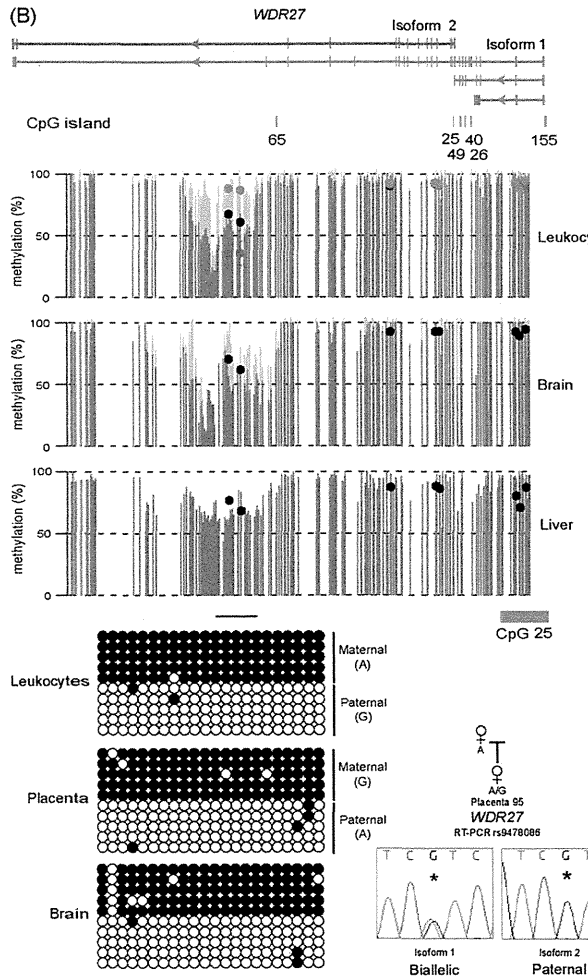 (B)
WDR27
Isoform 2
Isoform 1
CpG island
65
25 40 155
49 26
100
50
0
methylation (%)
Leukocy
100
50
0
methylation (%)
Brain
100
50
0
methylation (%)
Liver
CpG 25
Leukocytes
Maternal
(A)
Paternal
(G)
Placenta
Maternal
(G)
Paternal
(A)
Brain
A
A/G
Placenta 95
WDR27
RT-PCR rs9478086
T C G T C
*
T C G T
*
Isoform 1
Biallelic
Isoform 2
Paternal